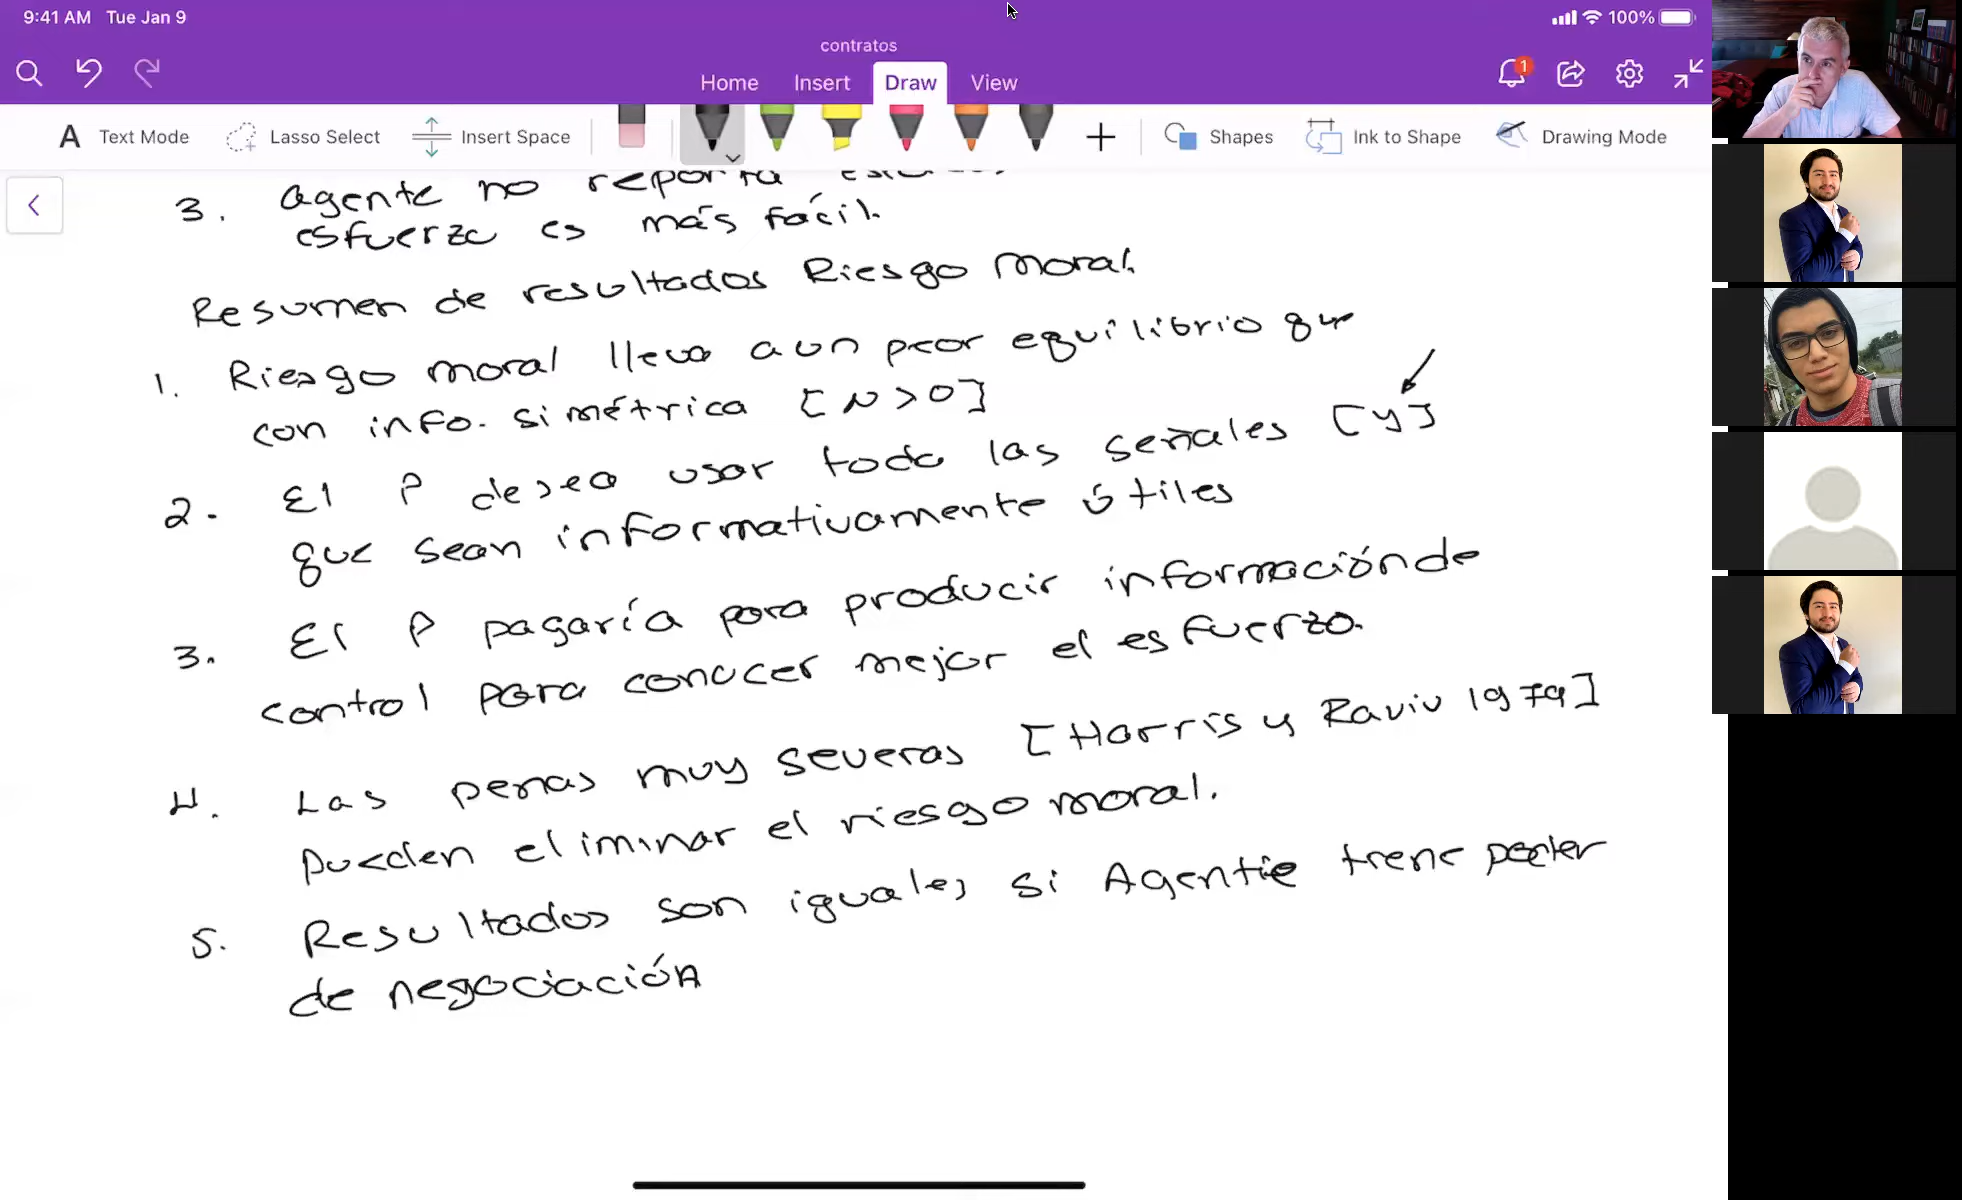 9:41 AM Tue Jan 9
100%
contratos
1
Home Insert Draw View
A Text Mode Lasso Select Insert Space Shapes Ink to Shape Drawing Mode
3. agente no reporta
esfuerzo es más fácil.
Resumen de resultados Riesgo Moral.
1. Riesgo moral lleva a un peor equilibrio que
con info. simétrica [N>0]
2. El P desea usar todo las señales [y]
que sean informativamente útiles
3. El P pagaría para producir información de
control para conocer mejor el esfuerzo.
4. Las penas muy severas [Harris y Raviv 1979]
pueden eliminar el riesgo moral.
5. Resultados son iguales si Agente tiene poder
de negociación